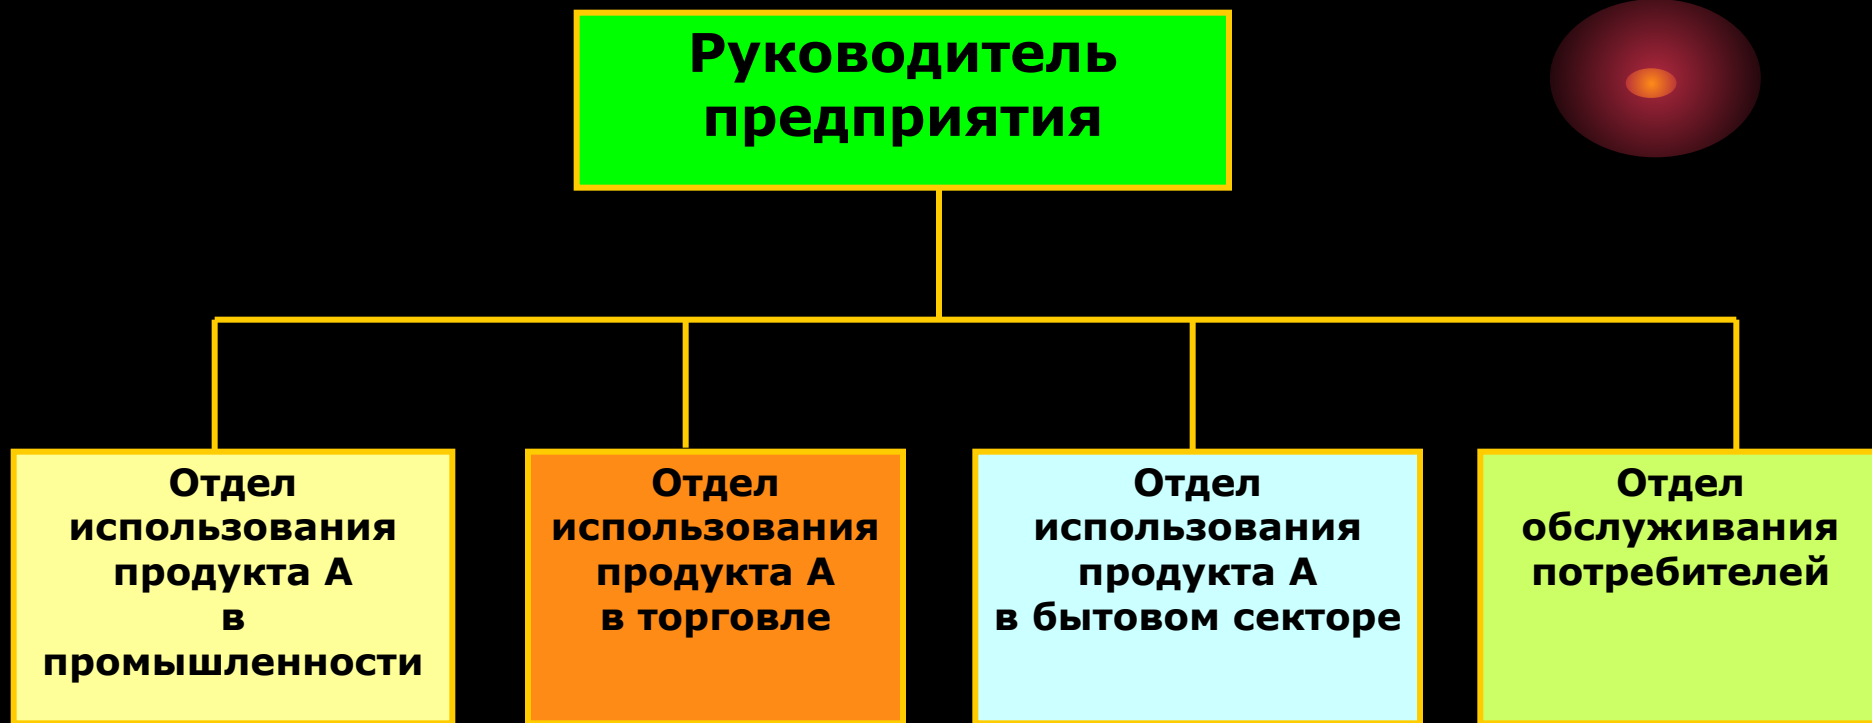 Руководитель
предприятия
Отдел
использования
продукта А
в
промышленности
Отдел
использования
продукта А
в торговле
Отдел
использования
продукта А
в бытовом секторе
Отдел
обслуживания
потребителей